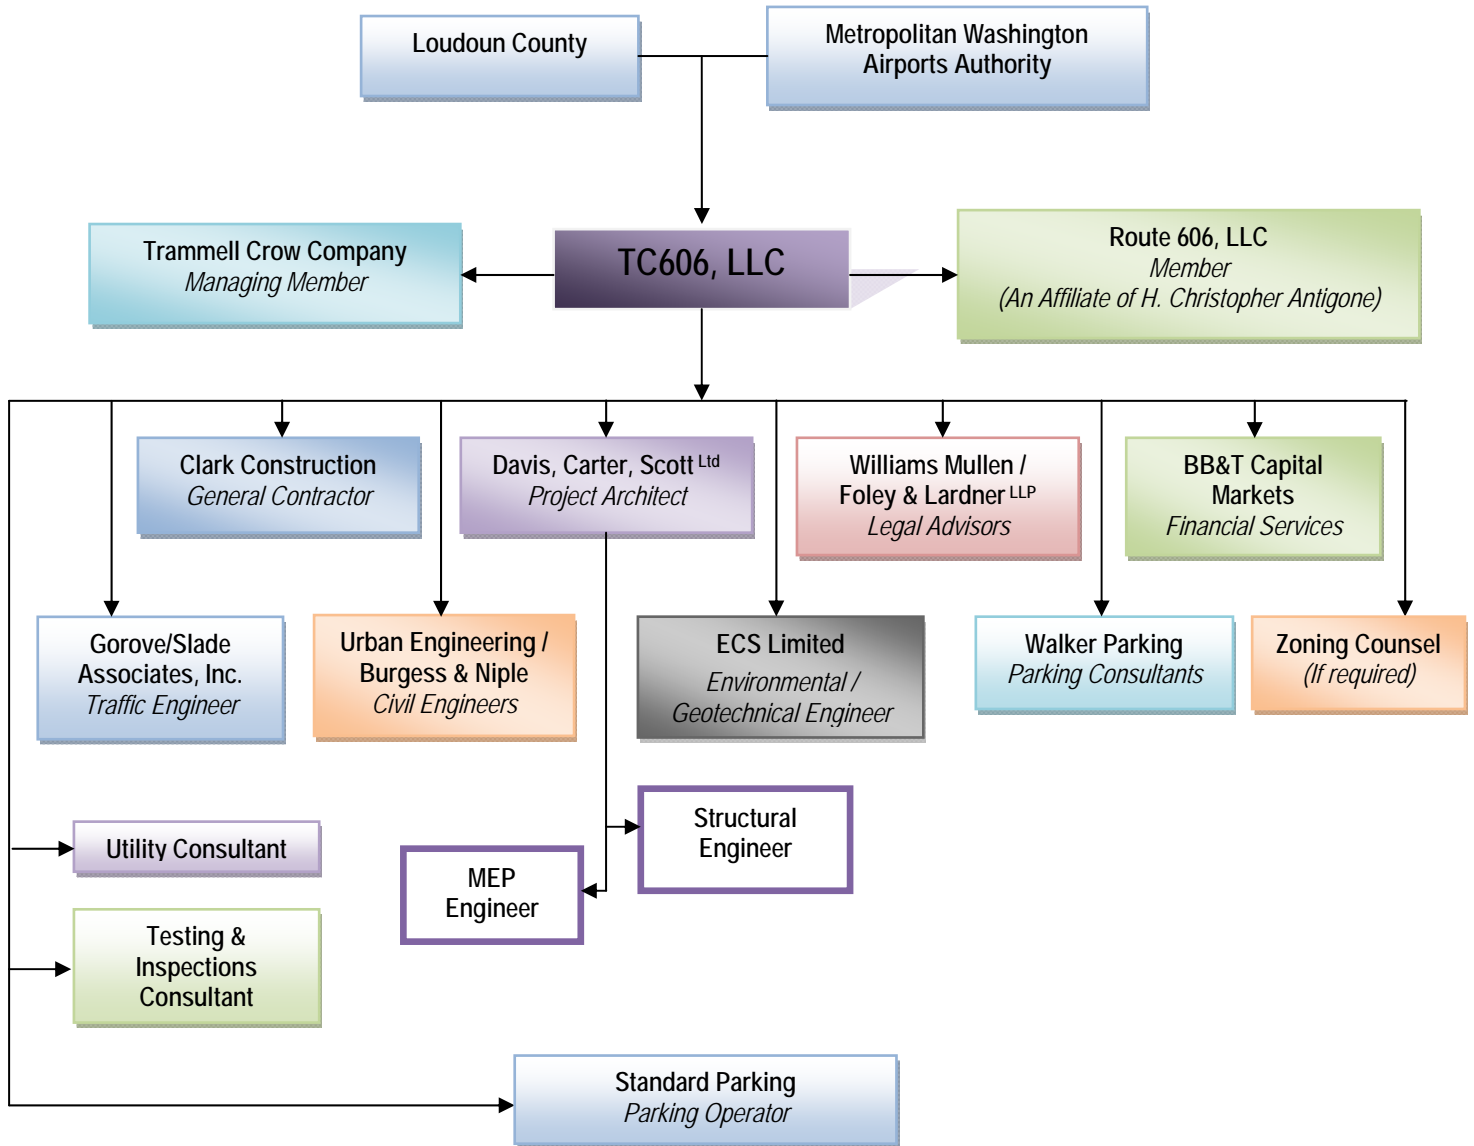 Loudoun County
Metropolitan Washington
Airports Authority
Trammell Crow Company
Managing Member
TC606, LLC
Route 606, LLC
Member
(An Affiliate of H. Christopher Antigone)
Clark Construction
General Contractor
Davis, Carter, Scott Ltd
Project Architect
Williams Mullen /
Foley & Lardner LLP
Legal Advisors
BB&T Capital
Markets
Financial Services
Gorove/Slade
Associates, Inc.
Traffic Engineer
Urban Engineering /
Burgess & Niple
Civil Engineers
ECS Limited
Environmental /
Geotechnical Engineer
Walker Parking
Parking Consultants
Zoning Counsel
(If required)
Utility Consultant
Structural
Engineer
MEP
Engineer
Testing &
Inspections
Consultant
Standard Parking
Parking Operator